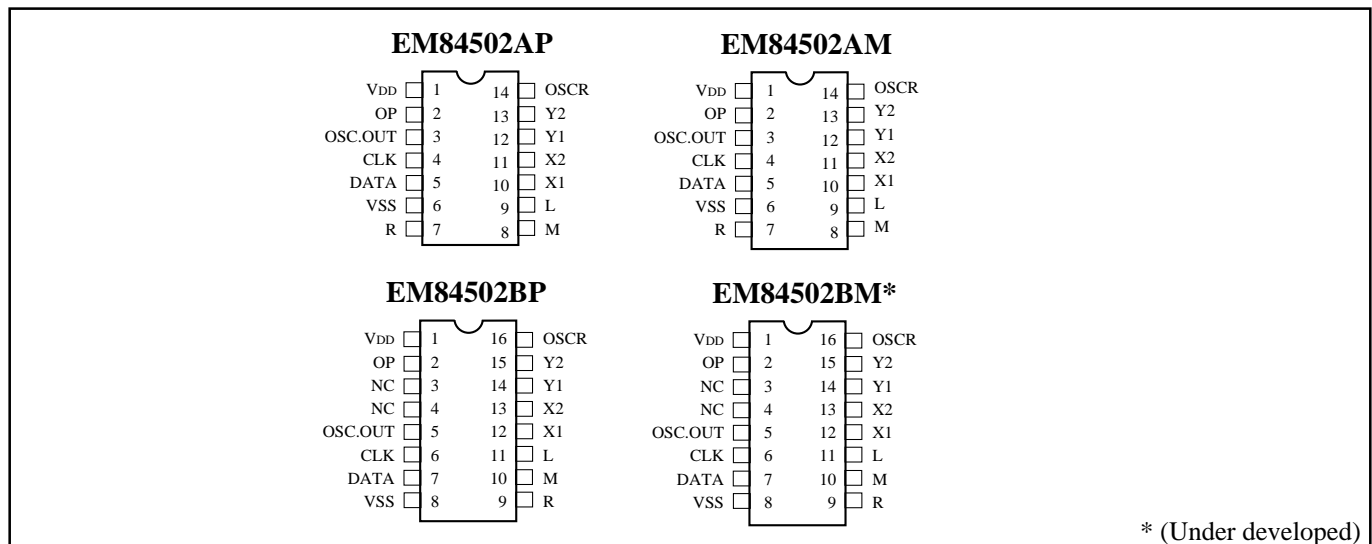 EM84502AP
VDD 1 14 OSCR
OP 2 13 Y2
OSC.OUT 3 12 Y1
CLK 4 11 X2
DATA 5 10 X1
VSS 6 9 L
R 7 8 M
EM84502AM
VDD 1 14 OSCR
OP 2 13 Y2
OSC.OUT 3 12 Y1
CLK 4 11 X2
DATA 5 10 X1
VSS 6 9 L
R 7 8 M
EM84502BP
VDD 1 16 OSCR
OP 2 15 Y2
NC 3 14 Y1
NC 4 13 X2
OSC.OUT 5 12 X1
CLK 6 11 L
DATA 7 10 M
VSS 8 9 R
EM84502BM*
VDD 1 16 OSCR
OP 2 15 Y2
NC 3 14 Y1
NC 4 13 X2
OSC.OUT 5 12 X1
CLK 6 11 L
DATA 7 10 M
VSS 8 9 R
* (Under developed)